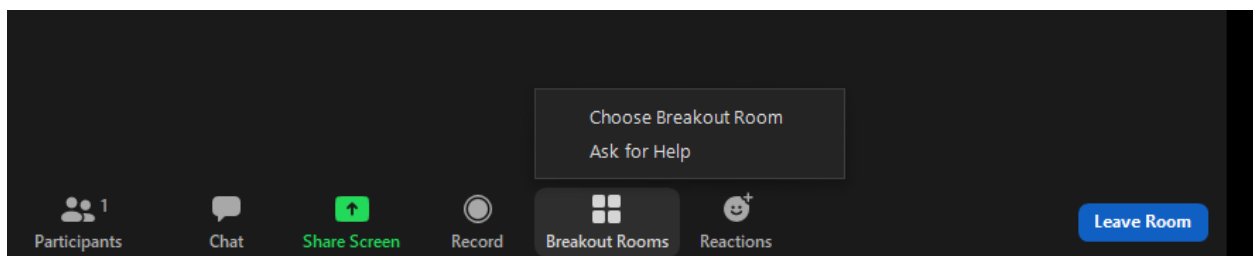 Choose Breakout Room
Ask for Help
1
Participants
Chat
Share Screen
Record
Breakout Rooms
Reactions
Leave Room